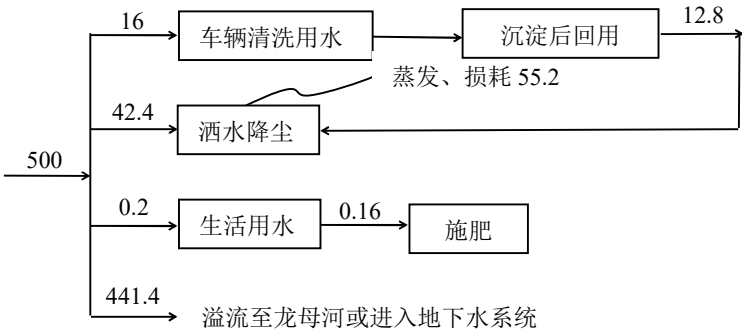 16
车辆清洗用水
沉淀后回用
12.8
蒸发、损耗 55.2
42.4
洒水降尘
500
0.2
生活用水
0.16
施肥
441.4
溢流至龙母河或进入地下水系统